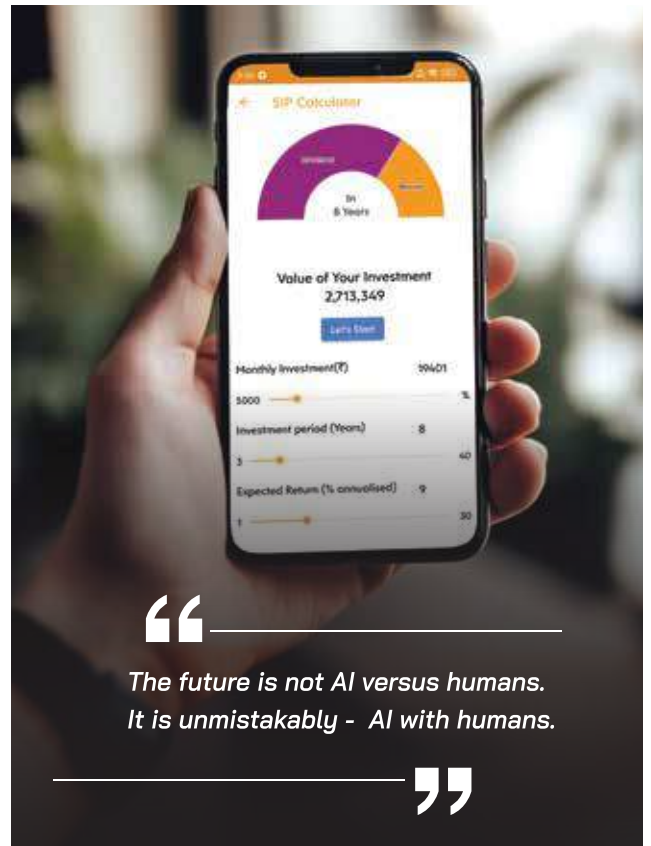 SIP Calculator
In
8 Years
Value of Your Investment
2,713,349
Let's Start
Monthly Investment(₹) 19401
5000
Investment period (Years) 8
3 40
Expected Return (% annualised) 9
1 30
“
The future is not AI versus humans.
It is unmistakably - AI with humans.
”